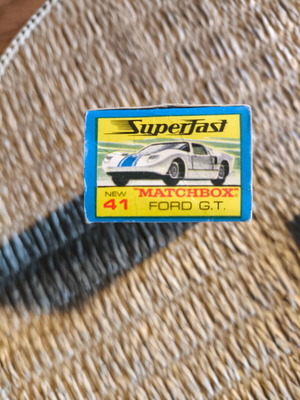 SuperFast
NEW MATCHBOX
41 FORD G.T.